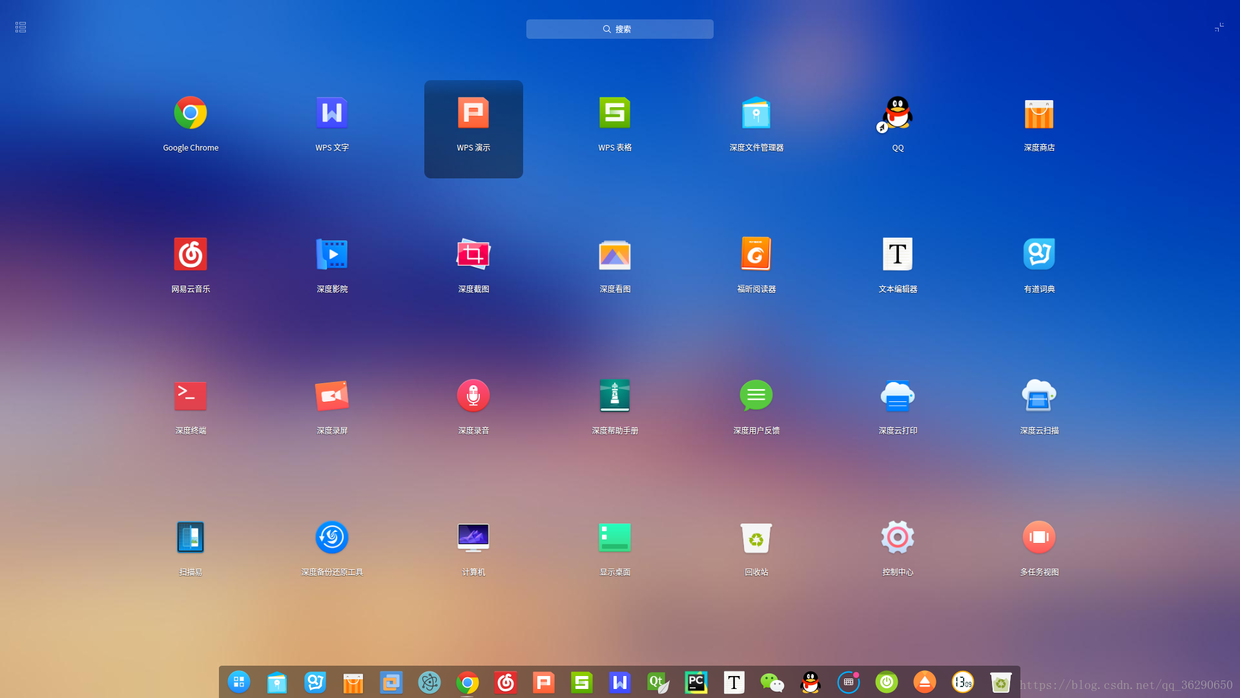 搜索
Google Chrome
WPS 文字
WPS 演示
WPS 表格
深度文件管理器
QQ
深度商店
网易云音乐
深度影院
深度截图
深度看图
福昕阅读器
文本编辑器
有道词典
深度终端
深度录屏
深度录音
深度帮助手册
深度用户反馈
深度云打印
深度云扫描
扫描易
深度备份还原工具
计算机
显示桌面
回收站
控制中心
多任务视图
13 09
https://blog.csdn.net/qq_36290650